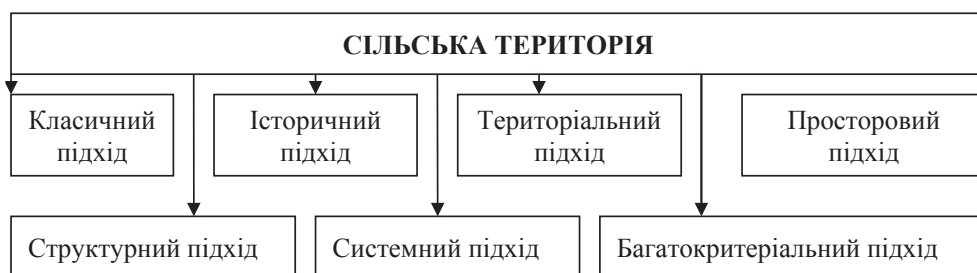 СІЛЬСЬКА ТЕРИТОРІЯ
Класичний
підхід
Історичний
підхід
Територіальний
підхід
Просторовий
підхід
Структурний підхід
Системний підхід
Багатокритеріальний підхід